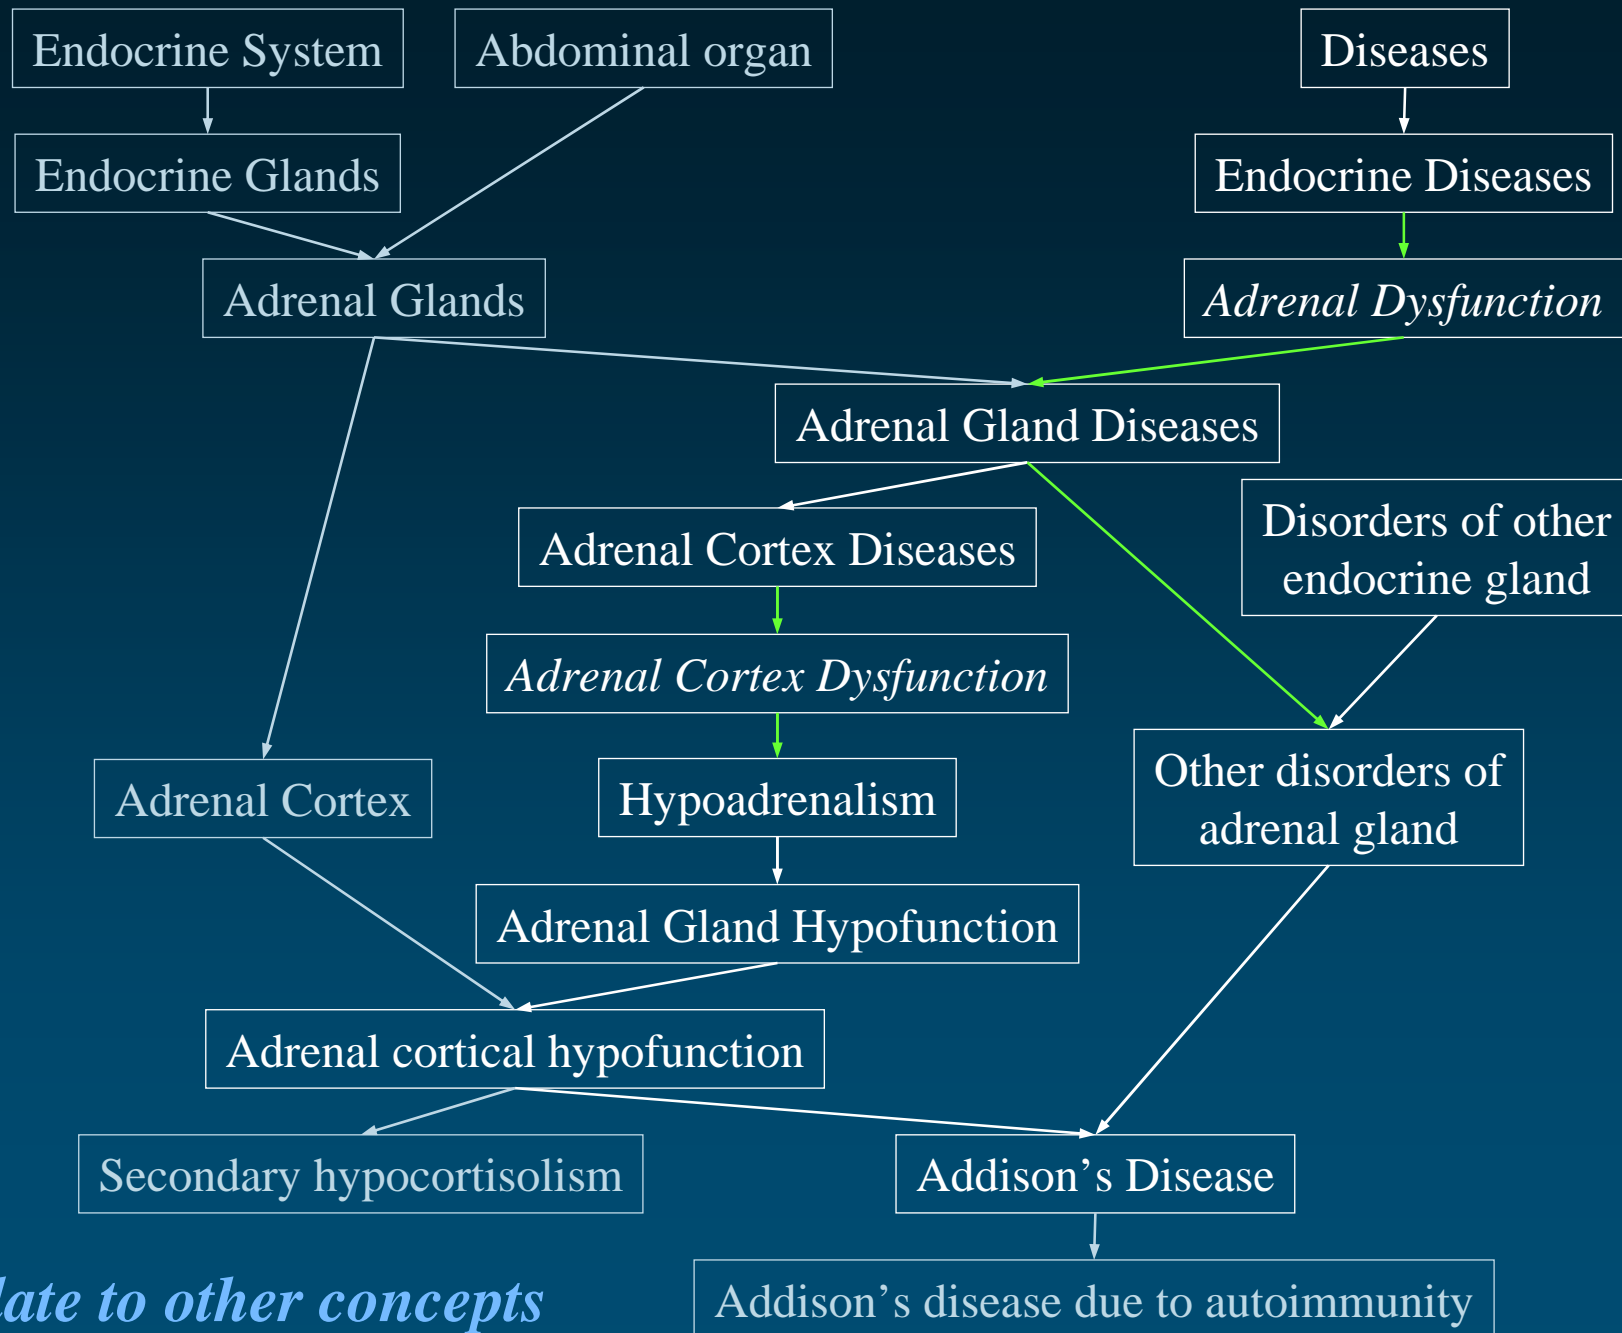 Endocrine System
Abdominal organ
Diseases
Endocrine Glands
Endocrine Diseases
Adrenal Glands
Adrenal Dysfunction
Adrenal Gland Diseases
Disorders of other
endocrine gland
Adrenal Cortex Diseases
Adrenal Cortex Dysfunction
Adrenal Cortex
Hypoadrenalism
Other disorders of
adrenal gland
Adrenal Gland Hypofunction
Adrenal cortical hypofunction
Secondary hypocortisolism
Addison’s Disease
to other concepts
Addison’s disease due to autoimmunity